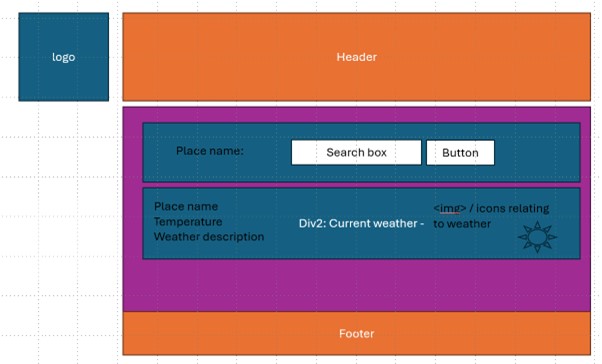 logo
Header
Place name:
Search box
Button
Place name
Temperature
Weather description
Div2: Current weather -
<img> / icons relating
to weather
Footer